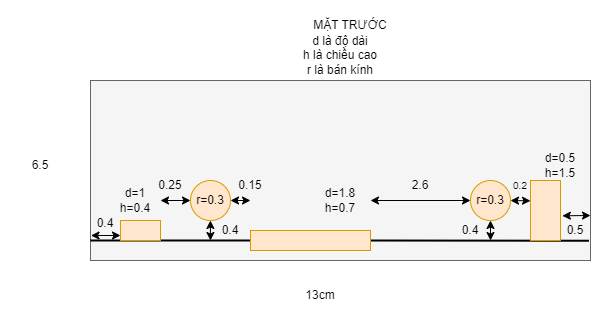 MẶT TRƯỚC
d là độ dài
h là chiều cao
r là bán kính
6.5
d=0.5
h=1.5
0.25
0.15
d=1.8
h=0.7
2.6
0.2
d=1
h=0.4
r=0.3
r=0.3
0.4
0.4
0.4
0.5
13cm